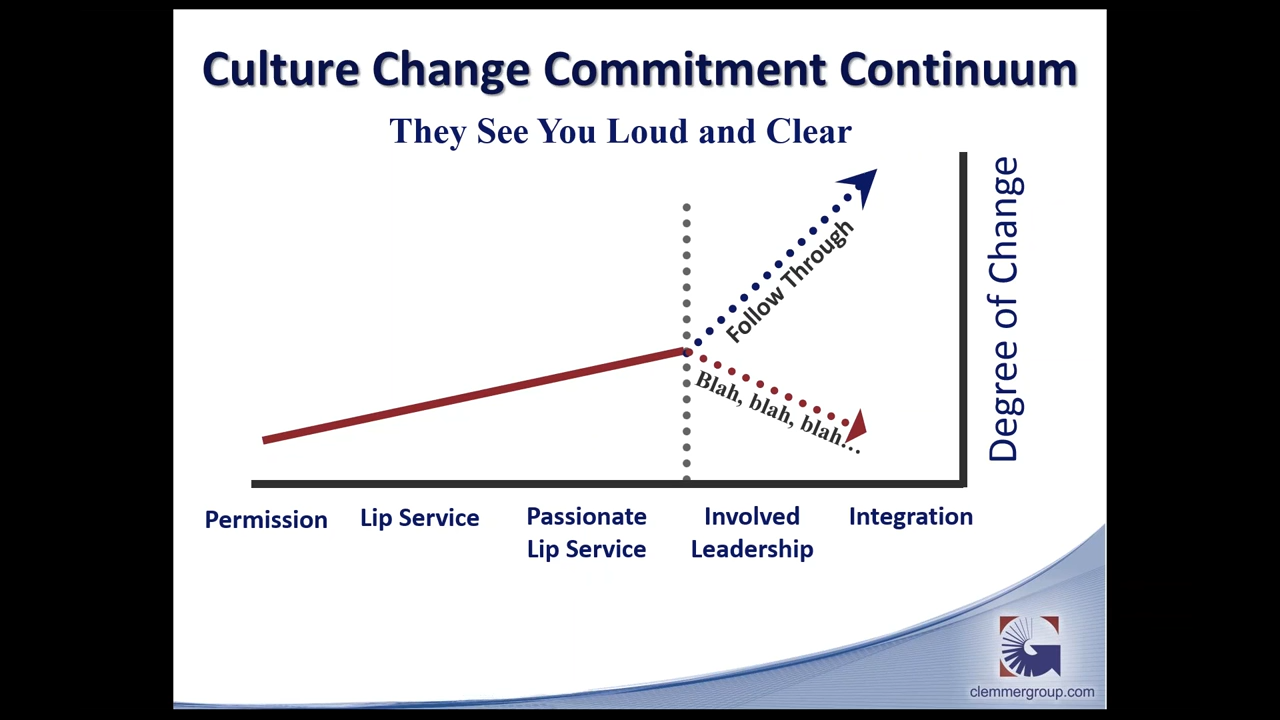 Culture Change Commitment Continuum
They See You Loud and Clear
Follow Through
Blah, blah, blah...
Degree of Change
Permission
Lip Service
Passionate
Lip Service
Involved
Leadership
Integration
clemmergroup.com